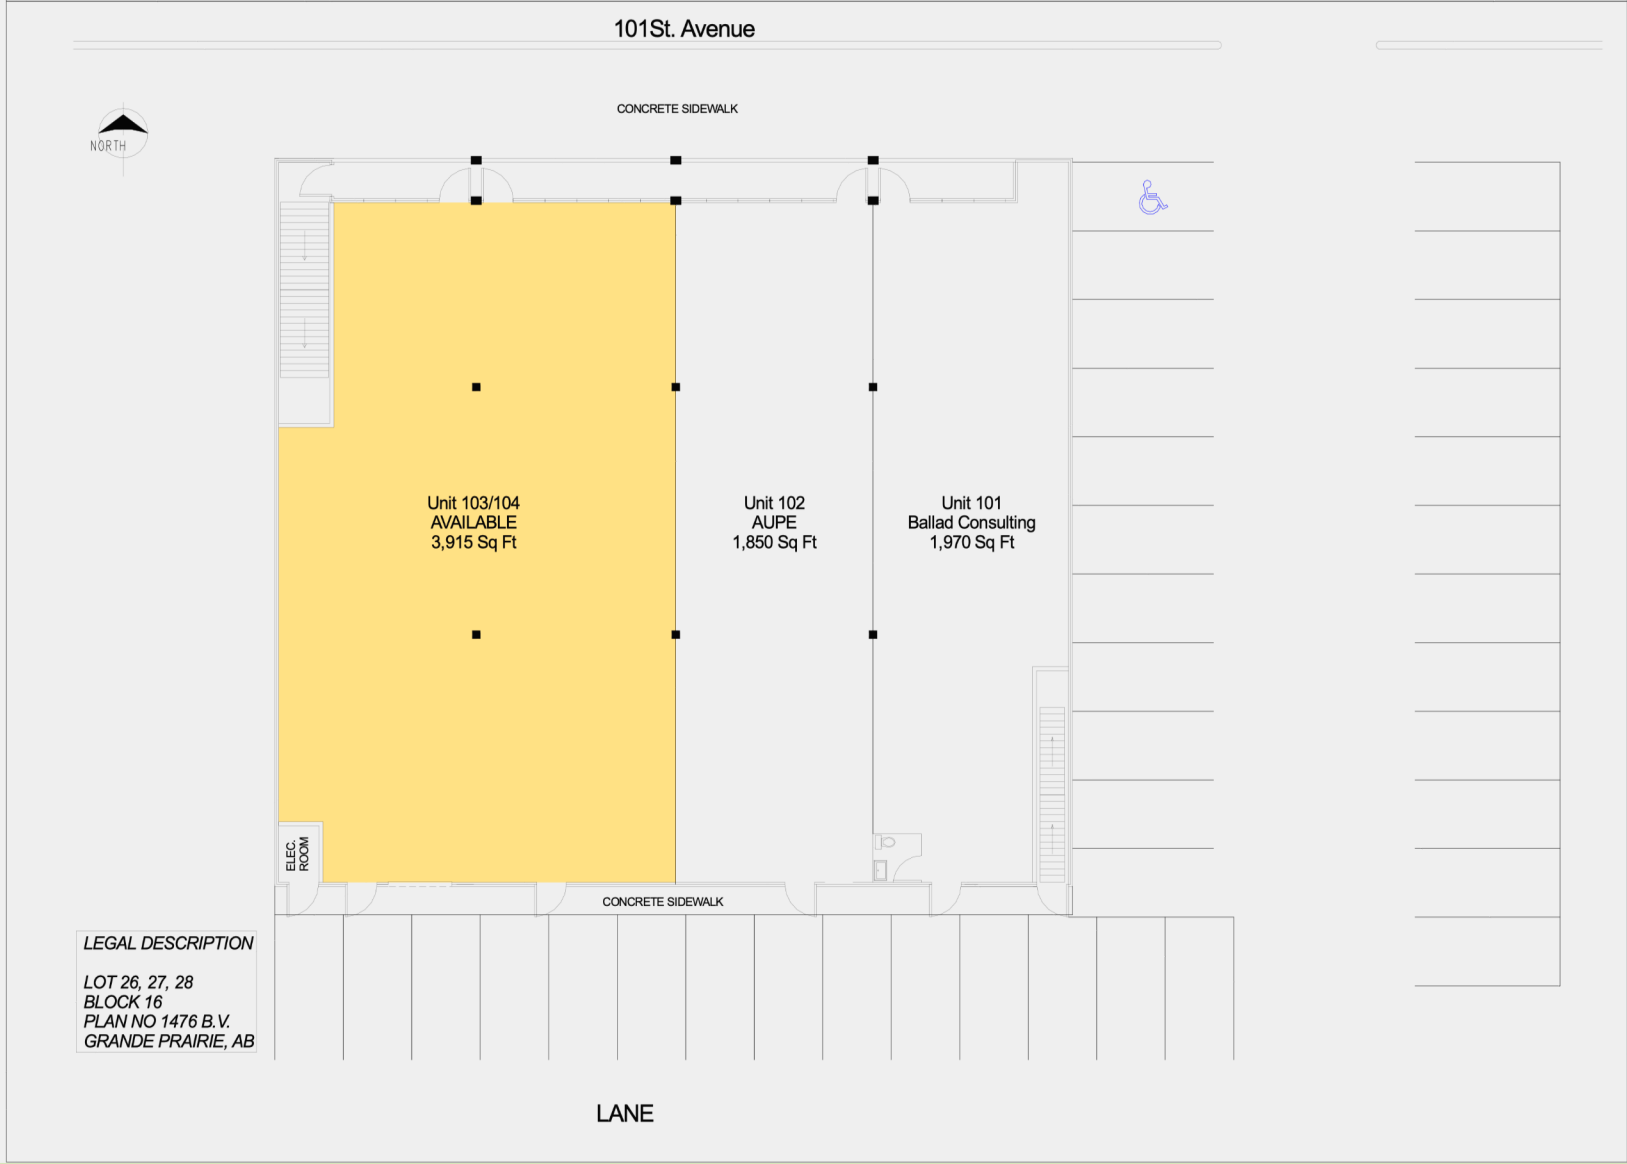 101St. Avenue
CONCRETE SIDEWALK
NORTH
Unit 103/104
AVAILABLE
3,915 Sq Ft
Unit 102
AUPE
1,850 Sq Ft
Unit 101
Ballad Consulting
1,970 Sq Ft
ELEC.
ROOM
CONCRETE SIDEWALK
LEGAL DESCRIPTION
LOT 26, 27, 28
BLOCK 16
PLAN NO 1476 B.V.
GRANDE PRAIRIE, AB
LANE